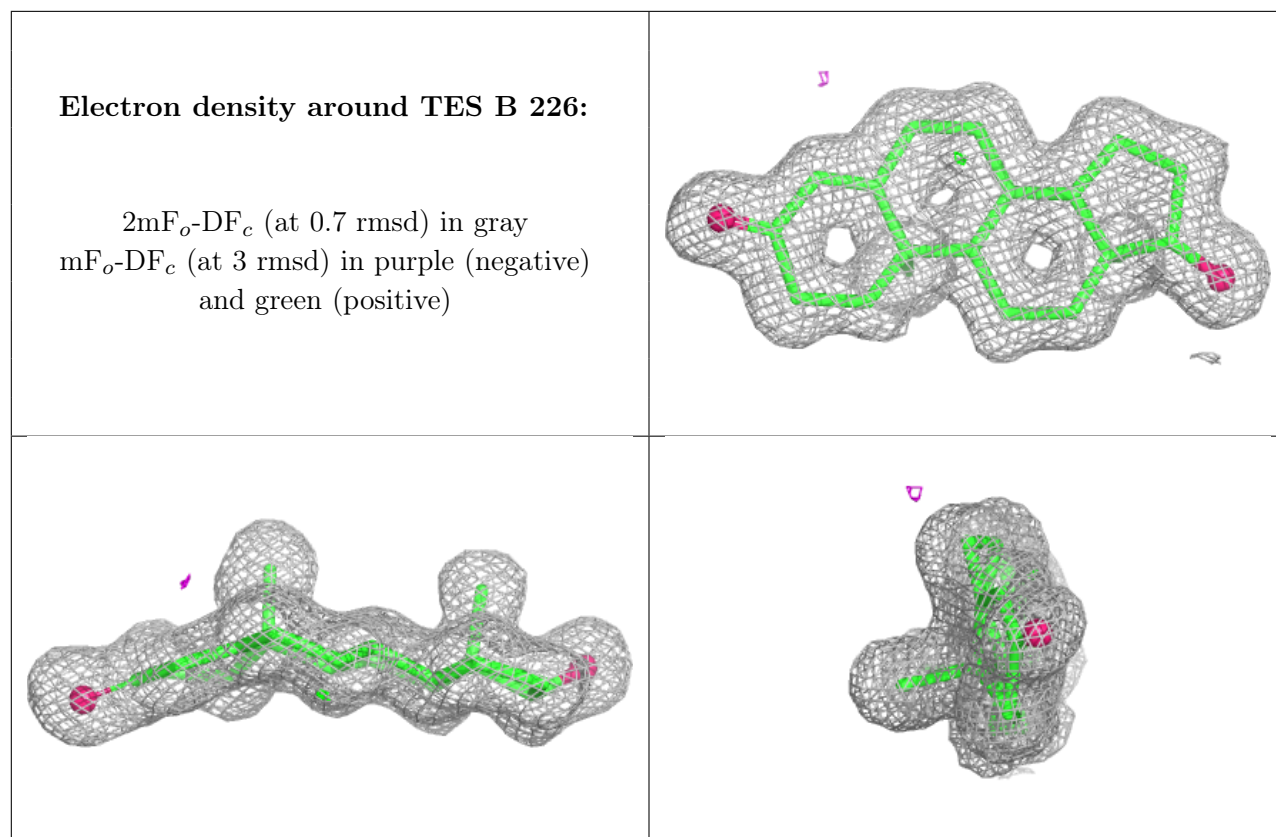 Electron density around TES B 226:
2mFo-DFc (at 0.7 rmsd) in gray
mFo-DFc (at 3 rmsd) in purple (negative)
and green (positive)